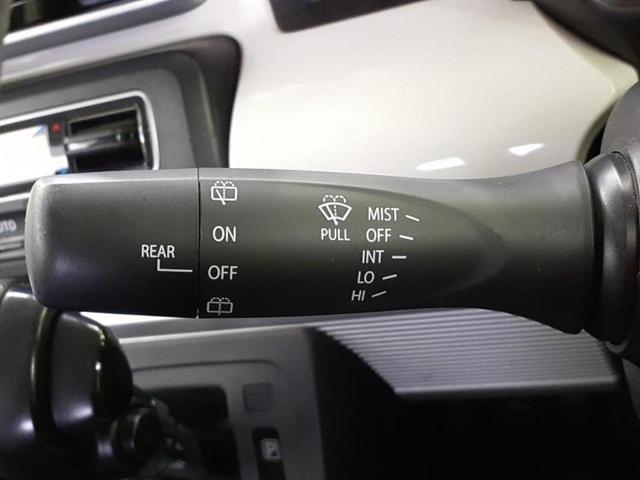 REAR
ON
OFF
PULL
MIST
OFF
INT
LO
HI
P